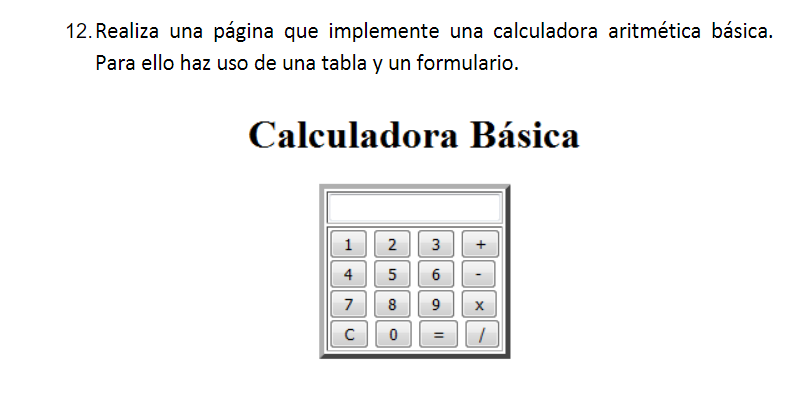 12. Realiza una página que implemente una calculadora aritmética básica.
Para ello haz uso de una tabla y un formulario.
Calculadora Básica
1 2 3 +
4 5 6 -
7 8 9 x
C 0 = /